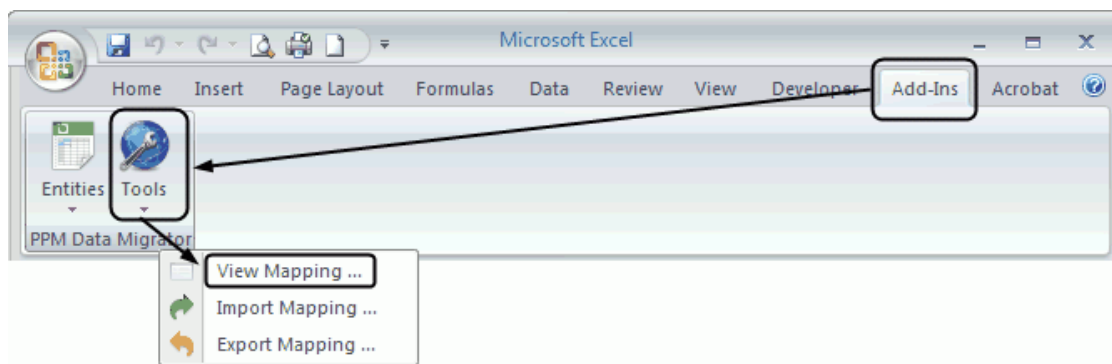 Microsoft Excel
Home Insert Page Layout Formulas Data Review View Developer Add-Ins Acrobat
Entities Tools
PPM Data Migrator
View Mapping ...
Import Mapping ...
Export Mapping ...